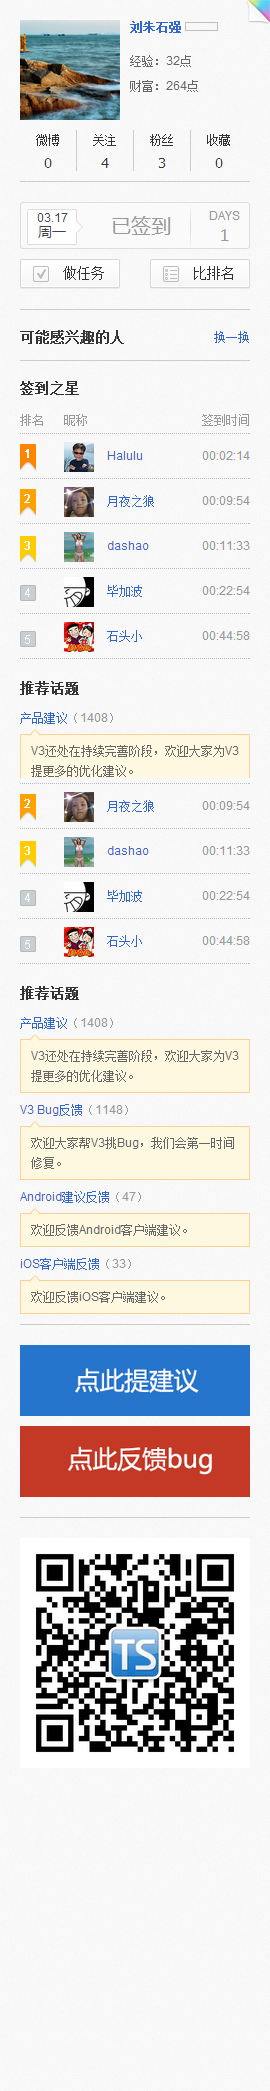 刘朱石强
经验：32点
财富：264点
微博 关注 粉丝 收藏
0 4 3 0
03.17
周一
已签到
DAYS
1
做任务 比排名
可能感兴趣的人 换一换
签到之星
排名 昵称 签到时间
1 Halulu 00:02:14
2 月夜之狼 00:09:54
3 dashao 00:11:33
4 毕加波 00:22:54
5 石头小 00:44:58
推荐话题
产品建议（1408）
V3还处在持续完善阶段，欢迎大家为V3
提更多的优化建议。
2 月夜之狼 00:09:54
3 dashao 00:11:33
4 毕加波 00:22:54
5 石头小 00:44:58
推荐话题
产品建议（1408）
V3还处在持续完善阶段，欢迎大家为V3
提更多的优化建议。
V3 Bug反馈（1148）
欢迎大家帮V3挑Bug，我们会第一时间
修复。
Android建议反馈（47）
欢迎反馈Android客户端建议。
iOS客户端反馈（33）
欢迎反馈iOS客户端建议。
点此提建议
点此反馈bug
TS